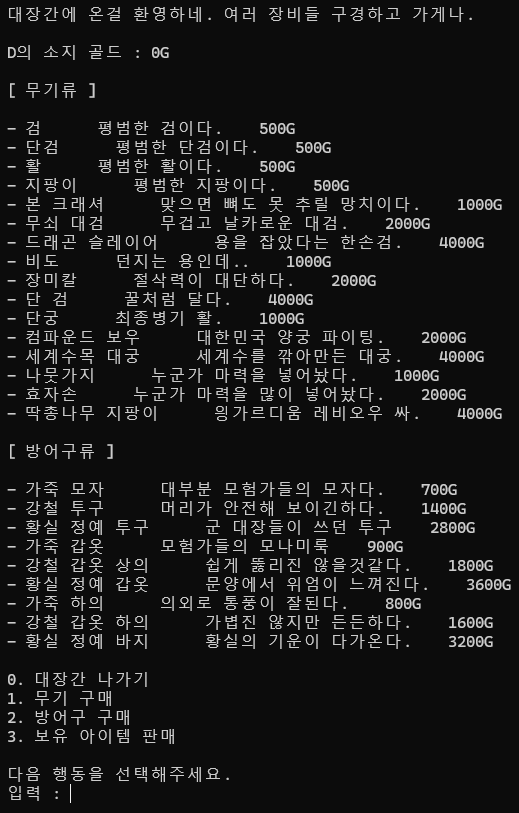 대장간에 온걸 환영하네. 여러 장비들 구경하고 가게나.
D의 소지 골드 : 0G
[ 무기류 ]
- 검 평범한 검이다. 500G
- 단검 평범한 단검이다. 500G
- 활 평범한 활이다. 500G
- 지팡이 평범한 지팡이다. 500G
- 본 크래셔 맞으면 뼈도 못 추릴 망치이다. 1000G
- 무쇠 대검 무겁고 날카로운 대검. 2000G
- 드래곤 슬레이어 용을 잡았다는 한손검. 4000G
- 비도 던지는 용인데.. 1000G
- 장미칼 절삭력이 대단하다. 2000G
- 단 검 꿀처럼 달다. 4000G
- 단궁 최종병기 활. 1000G
- 컴파운드 보우 대한민국 양궁 파이팅. 2000G
- 세계수목 대궁 세계수를 깎아만든 대궁. 4000G
- 나뭇가지 누군가 마력을 넣어놨다. 1000G
- 효자손 누군가 마력을 많이 넣어놨다. 2000G
- 딱총나무 지팡이 윙가르디움 레비오우 싸. 4000G
[ 방어구류 ]
- 가죽 모자 대부분 모험가들의 모자다. 700G
- 강철 투구 머리가 안전해 보이긴하다. 1400G
- 황실 정예 투구 군 대장들이 쓰던 투구 2800G
- 가죽 갑옷 모험가들의 모나미룩 900G
- 강철 갑옷 상의 쉽게 뚫리진 않을것같다. 1800G
- 황실 정예 갑옷 문양에서 위엄이 느껴진다. 3600G
- 가죽 하의 의외로 통풍이 잘된다. 800G
- 강철 갑옷 하의 가볍진 않지만 든든하다. 1600G
- 황실 정예 바지 황실의 기운이 다가온다. 3200G
0. 대장간 나가기
1. 무기 구매
2. 방어구 구매
3. 보유 아이템 판매
다음 행동을 선택해주세요.
입력 :